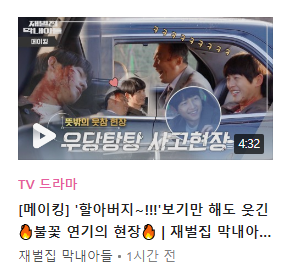 재벌집
막내아들
메이킹
뜻밖의 봇짐 현장
우당탕탕 사고현장
4:32
TV 드라마
[메이킹] '할아버지~!!!'보기만 해도 웃긴
🔥불꽃 연기의 현장🔥 | 재벌집 막내아...
재벌집 막내아들 • 1시간 전